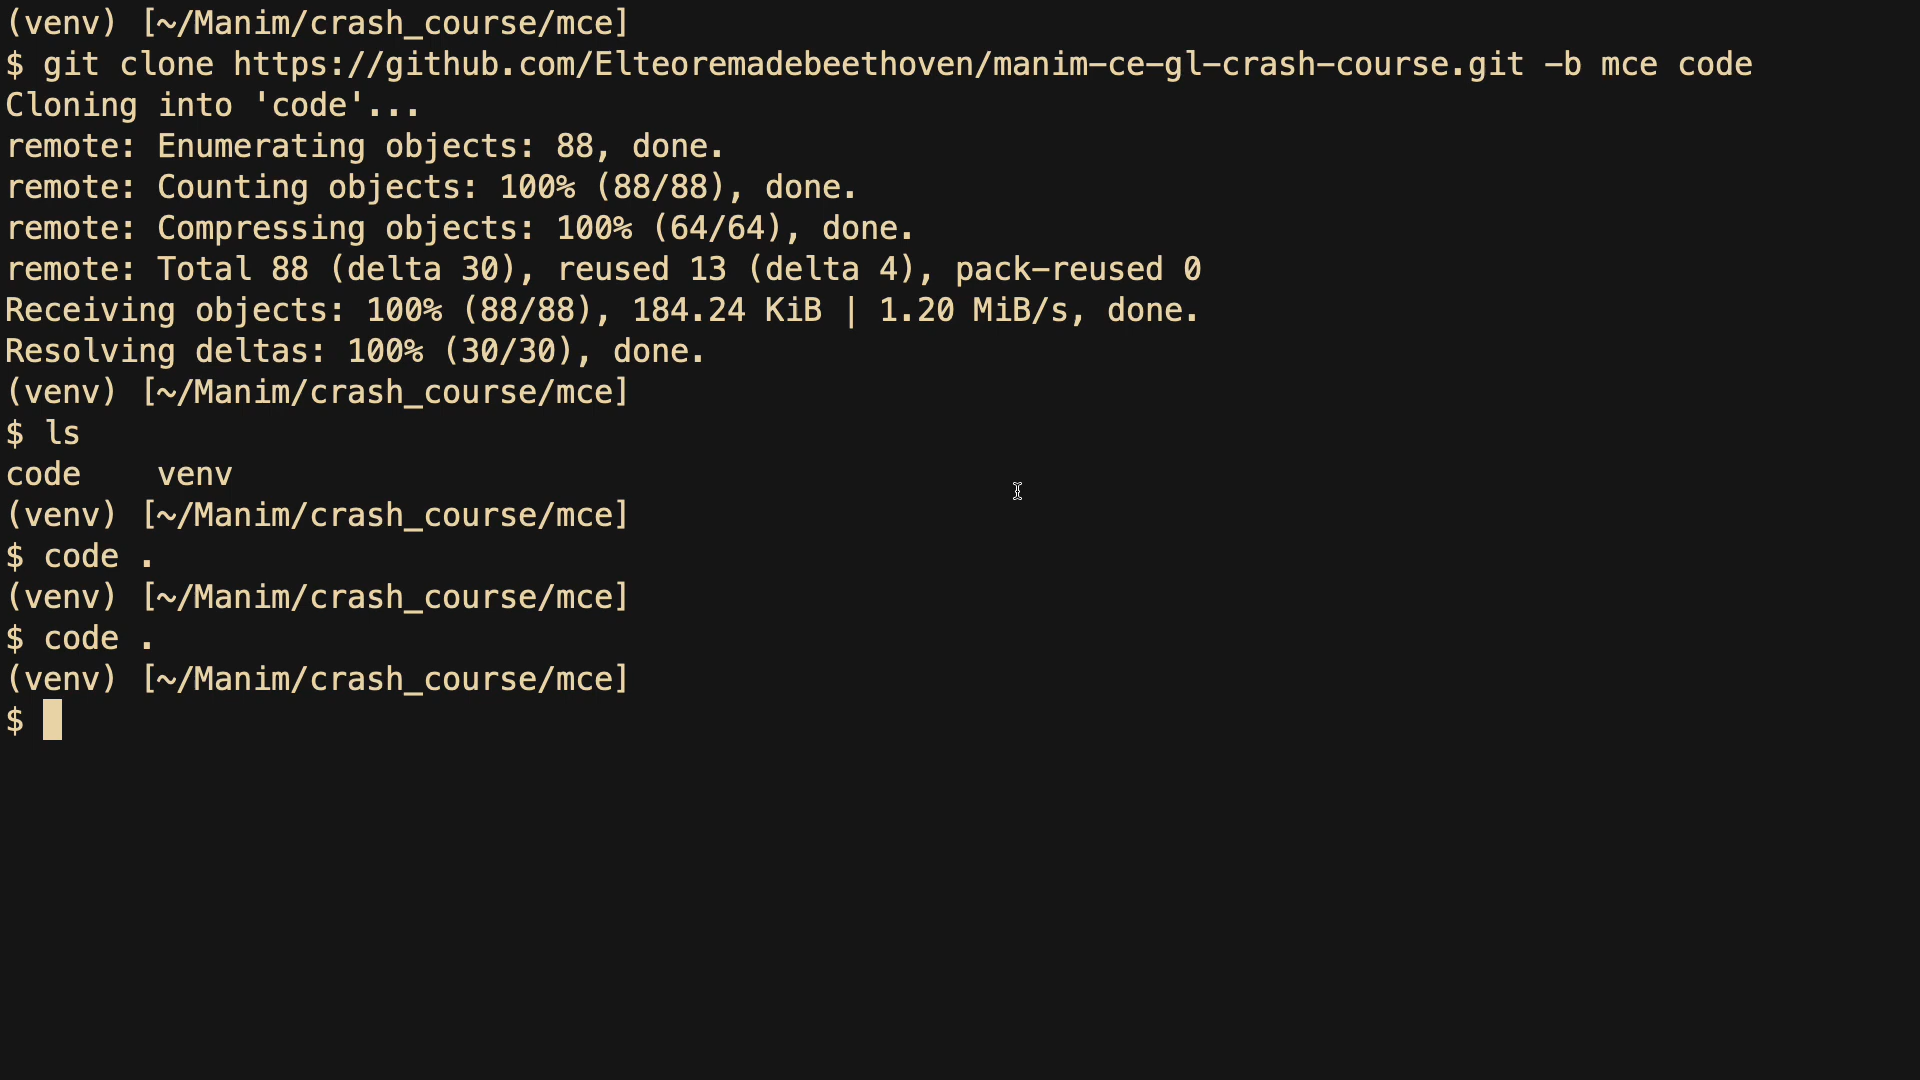 (venv) [~/Manim/crash_course/mce]
$ git clone https://github.com/Elteoremadebeethoven/manim-ce-gl-crash-course.git -b mce code
Cloning into 'code'...
remote: Enumerating objects: 88, done.
remote: Counting objects: 100% (88/88), done.
remote: Compressing objects: 100% (64/64), done.
remote: Total 88 (delta 30), reused 13 (delta 4), pack-reused 0
Receiving objects: 100% (88/88), 184.24 KiB | 1.20 MiB/s, done.
Resolving deltas: 100% (30/30), done.
(venv) [~/Manim/crash_course/mce]
$ ls
code    venv
(venv) [~/Manim/crash_course/mce]
$ code .
(venv) [~/Manim/crash_course/mce]
$ code .
(venv) [~/Manim/crash_course/mce]
$